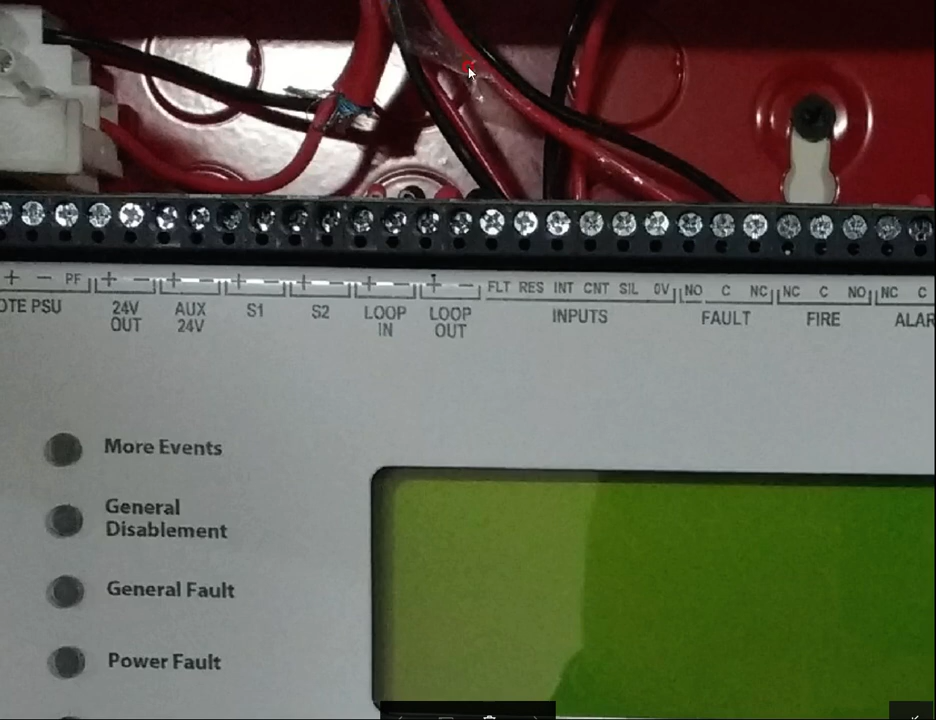 + − PF + − + − + − + − + − + − FLT RES INT CNT SIL 0V NO C NC NC C NO NC C
OTE PSU 24V OUT AUX 24V S1 S2 LOOP IN LOOP OUT INPUTS FAULT FIRE ALAR
More Events
General
Disablement
General Fault
Power Fault